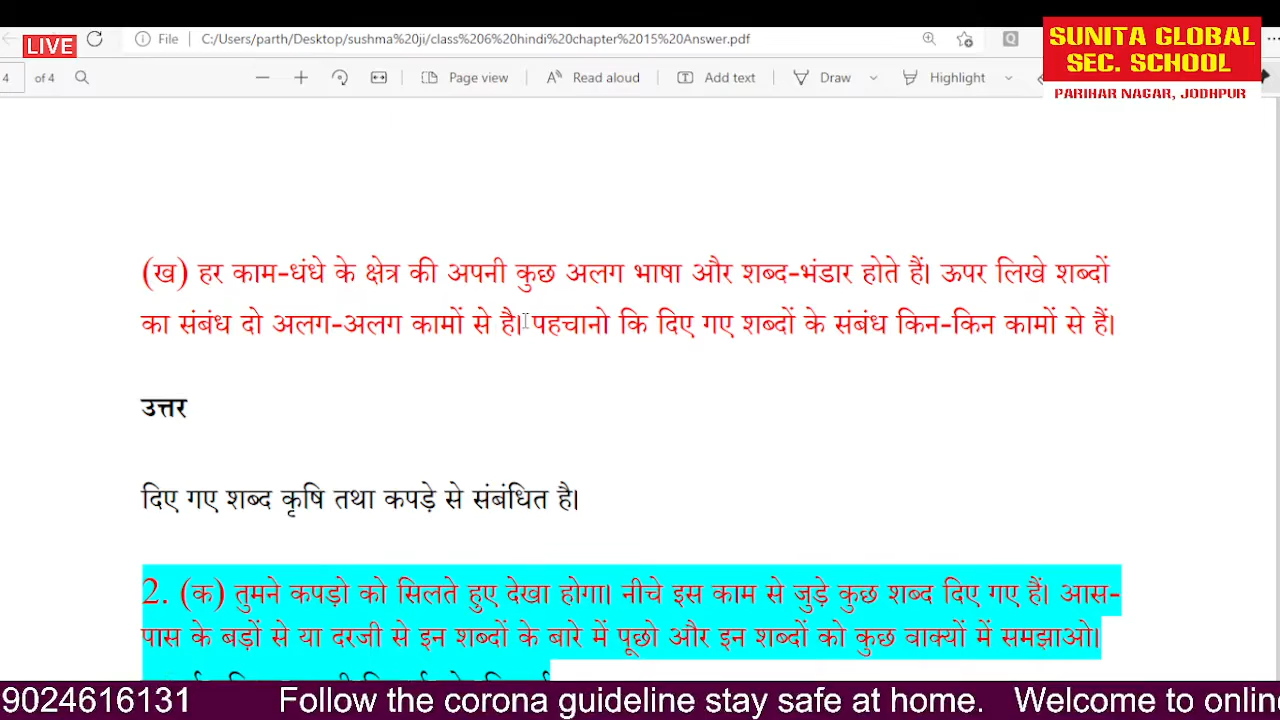 LIVE
File C:/Users/parth/Desktop/sushma%20ji/class%206%20hindi%20chapter%2015%20Answer.pdf
SUNITA GLOBAL
SEC. SCHOOL
PARIHAR NAGAR, JODHPUR
4 of 4 Page view Read aloud Add text Draw Highlight
(ख) हर काम-धंधे के क्षेत्र की अपनी कुछ अलग भाषा और शब्द-भंडार होते हैं। ऊपर लिखे शब्दों
का संबंध दो अलग-अलग कामों से है। पहचानो कि दिए गए शब्दों के संबंध किन-किन कामों से हैं।
उत्तर
दिए गए शब्द कृषि तथा कपड़े से संबंधित है।
2. (क) तुमने कपड़ो को सिलते हुए देखा होगा। नीचे इस काम से जुड़े कुछ शब्द दिए गए हैं। आस-
पास के बड़ों से या दरजी से इन शब्दों के बारे में पूछो और इन शब्दों को कुछ वाक्यों में समझाओ।
9024616131 Follow the corona guideline stay safe at home. Welcome to onlin